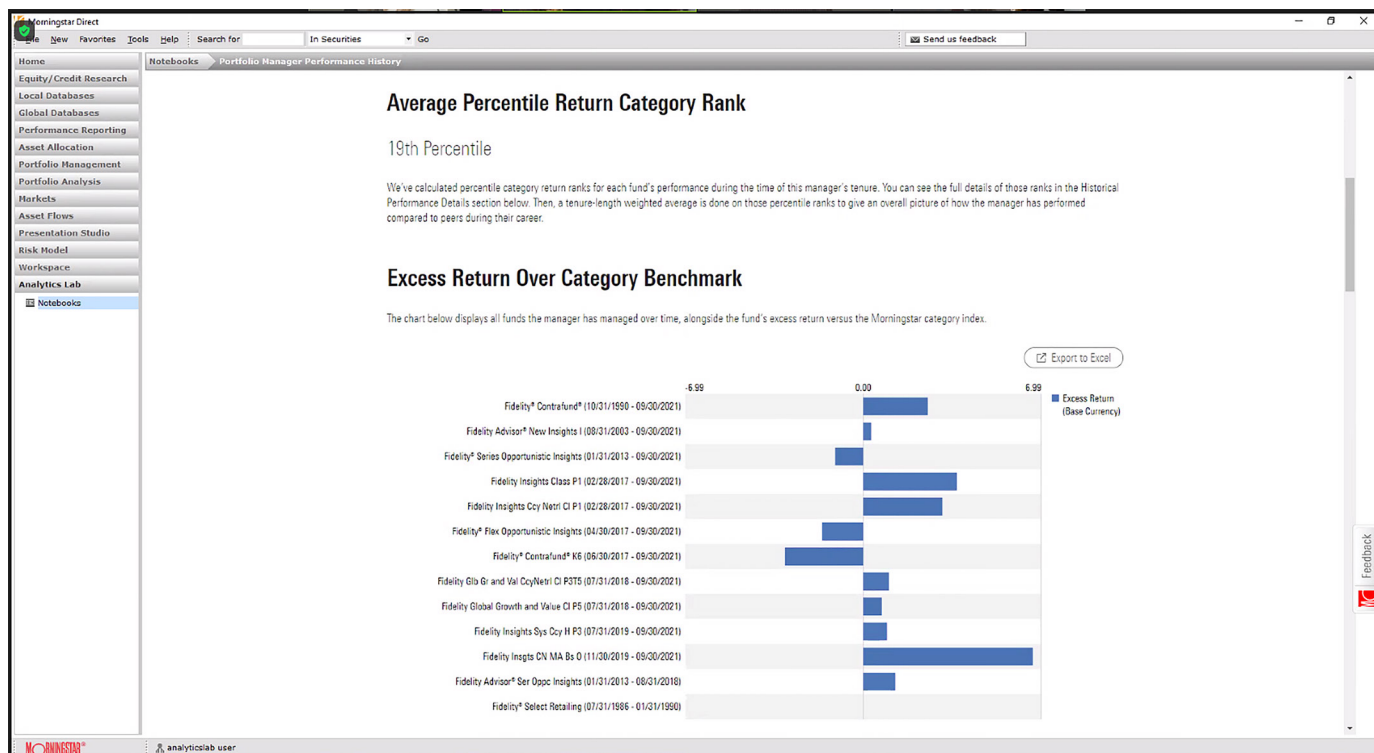 Morningstar Direct
File New Favorites Tools Help Search for In Securities Go Send us feedback
Home
Equity/Credit Research
Local Databases
Global Databases
Performance Reporting
Asset Allocation
Portfolio Management
Portfolio Analysis
Markets
Asset Flows
Presentation Studio
Risk Model
Workspace
Analytics Lab
Notebooks
Notebooks Portfolio Manager Performance History
Average Percentile Return Category Rank
19th Percentile
We've calculated percentile category return ranks for each fund's performance during the time of this manager's tenure. You can see the full details of those ranks in the Historical
Performance Details section below. Then, a tenure-length weighted average is done on those percentile ranks to give an overall picture of how the manager has performed
compared to peers during their career.
Excess Return Over Category Benchmark
The chart below displays all funds the manager has managed over time, alongside the fund's excess return versus the Morningstar category index.
Export to Excel
-6.99 0.00 6.99
Excess Return
(Base Currency)
Fidelity® Contrafund® (10/31/1990 - 09/30/2021)
Fidelity Advisor® New Insights I (08/31/2003 - 09/30/2021)
Fidelity® Series Opportunistic Insights (01/31/2013 - 09/30/2021)
Fidelity Insights Class P1 (02/28/2017 - 09/30/2021)
Fidelity Insights Ccy Netrl Cl P1 (02/28/2017 - 09/30/2021)
Fidelity® Flex Opportunistic Insights (04/30/2017 - 09/30/2021)
Fidelity® Contrafund® K6 (06/30/2017 - 09/30/2021)
Fidelity Glb Gr and Val CcyNetrl Cl P3T5 (07/31/2018 - 09/30/2021)
Fidelity Global Growth and Value Cl P5 (07/31/2018 - 09/30/2021)
Fidelity Insights Sys Ccy H P3 (07/31/2019 - 09/30/2021)
Fidelity Insgts CN MA Bs O (11/30/2019 - 09/30/2021)
Fidelity Advisor® Ser Oppc Insights (01/31/2013 - 08/31/2018)
Fidelity® Select Retailing (07/31/1986 - 01/31/1990)
Feedback
MORNINGSTAR® analyticslab user